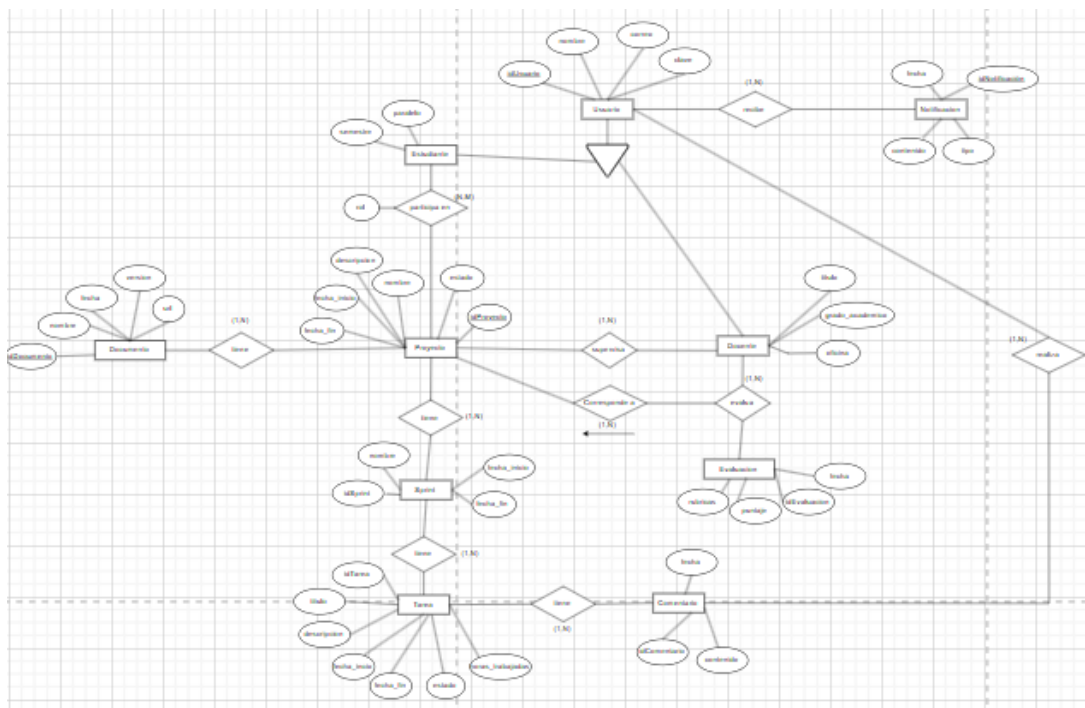 nombre
correo
clave
idUsuario
Usuario
(1,N)
recibe
fecha
idNotificacion
Notificacion
contenido
tipo
paralelo
semestre
Estudiante
rol
participa en
(N,M)
descripcion
nombre
estado
fecha_inicio
fecha_fin
idProyecto
Proyecto
version
fecha
url
nombre
idDocumento
Documento
(1,N)
tiene
(1,N)
supervisa
titulo
grado_academico
oficina
Docente
(1,N)
realiza
Corresponde a
(1,N)
(1,N)
evalua
Evaluacion
fecha
rubricas
puntaje
idEvaluacion
tiene
(1,N)
nombre
fecha_inicio
idSprint
Sprint
fecha_fin
tiene
(1,N)
idTarea
titulo
Tarea
descripcion
fecha_inicio
fecha_fin
estado
horas_trabajadas
tiene
(1,N)
fecha
Comentario
idComentario
contenido